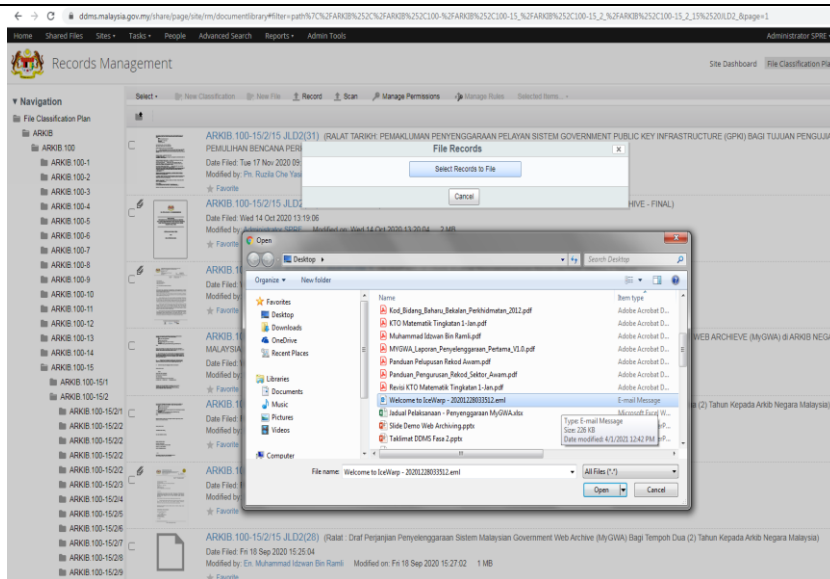 ddms.malaysia.gov.my/share/page/site/rm/documentlibrary#filter=path%7C%2FARKIB%252C%2FARKIB%252C100-%2FARKIB%252C100-15_%2FARKIB%252C100-15_2_%2FARKIB%252C100-15_2_15%2520JLD2_&page=1
Home Shared Files Sites Tasks People Advanced Search Reports Admin Tools Administrator SPRE
Records Management Site Dashboard File Classification Pla
Navigation
Select New Classification New File Record Scan Manage Permissions Manage Rules Selected Items...
File Classification Plan
ARKIB
ARKIB.100
ARKIB.100-1
ARKIB.100-2
ARKIB.100-3
ARKIB.100-4
ARKIB.100-5
ARKIB.100-6
ARKIB.100-7
ARKIB.100-8
ARKIB.100-9
ARKIB.100-10
ARKIB.100-11
ARKIB.100-12
ARKIB.100-13
ARKIB.100-14
ARKIB.100-15
ARKIB.100-15/1
ARKIB.100-15/2
ARKIB.100-15/2/1
ARKIB.100-15/2/2
ARKIB.100-15/2/2
ARKIB.100-15/2/2
ARKIB.100-15/2/2
ARKIB.100-15/2/3
ARKIB.100-15/2/4
ARKIB.100-15/2/5
ARKIB.100-15/2/6
ARKIB.100-15/2/7
ARKIB.100-15/2/8
ARKIB.100-15/2/9
ARKIB.100-15/2/15 JLD2(31) (RALAT TARIKH: PEMAKLUMAN PENYENGGARAAN PELAYAN SISTEM GOVERNMENT PUBLIC KEY INFRASTRUCTURE (GPKI) BAGI TUJUAN PENGUJIA
PEMULIHAN BENCANA PERI
Date Filed: Tue 17 Nov 2020 09
Modified by: Pn. Ruzila Che Yas
Favorite
ARKIB.100-15/2/15 JLD2 HIVE - FINAL)
Date Filed: Wed 14 Oct 2020 13:19:06
Modified by: Administrator SPRE Modified on: Wed 14 Oct 2020 13:20:04 2 MB
Favorite
ARKIB.1
Date Filed:
Modified by:
Favorite
ARKIB.1 WEB ARCHIEVE (MyGWA) di ARKIB NEGA
MALAYSIA
Date Filed:
Modified by:
Favorite
ARKIB.1 a (2) Tahun Kepada Arkib Negara Malaysia)
Date Filed:
Modified by:
Favorite
ARKIB.1
Date Filed:
Modified by:
Favorite
ARKIB.100-15/2/15 JLD2(28) (Ralat : Draf Perjanjian Penyelenggaraan Sistem Malaysian Government Web Archive (MyGWA) Bagi Tempoh Dua (2) Tahun Kepada Arkib Negara Malaysia)
Date Filed: Fri 18 Sep 2020 15:25:04
Modified by: En. Muhammad Idzwan Bin Ramli Modified on: Fri 18 Sep 2020 15:27:02 1 MB
Favorite
File Records
x
Select Records to File
Cancel
Open
Desktop
Search Desktop
Organize New folder
Favorites
Desktop
Downloads
OneDrive
Recent Places
Libraries
Documents
Music
Pictures
Videos
Computer
Name Item type
Kod_Bidang_Baharu_Bekalan_Perkhidmatan_2012.pdf Adobe Acrobat D...
KTO Matematik Tingkatan 1-Jan.pdf Adobe Acrobat D...
Muhammad Idzwan Bin Ramli.pdf Adobe Acrobat D...
MYGWA_Laporan_Penyelenggaraan_Pertama_V1.0.pdf Adobe Acrobat D...
Panduan Pelupusan Rekod Awam.pdf Adobe Acrobat D...
Panduan_Pengurusan_Rekod_Sektor_Awam.pdf Adobe Acrobat D...
Revisi KTO Matematik Tingkatan 1-Jan.pdf Adobe Acrobat D...
Welcome to IceWarp - 20201228033512.eml E-mail Message
Jadual Pelaksanaan - Penyenggaraan MyGWA.xlsx Microsoft Excel W...
Slide Demo Web Archiving.pptx
Taklimat DDMS Fasa 2.pptx
Type: E-mail Message
Size: 226 KB
Date modified: 4/1/2021 12:42 PM
File name: Welcome to IceWarp - 20201228033512.eml All Files (*.*)
Open Cancel